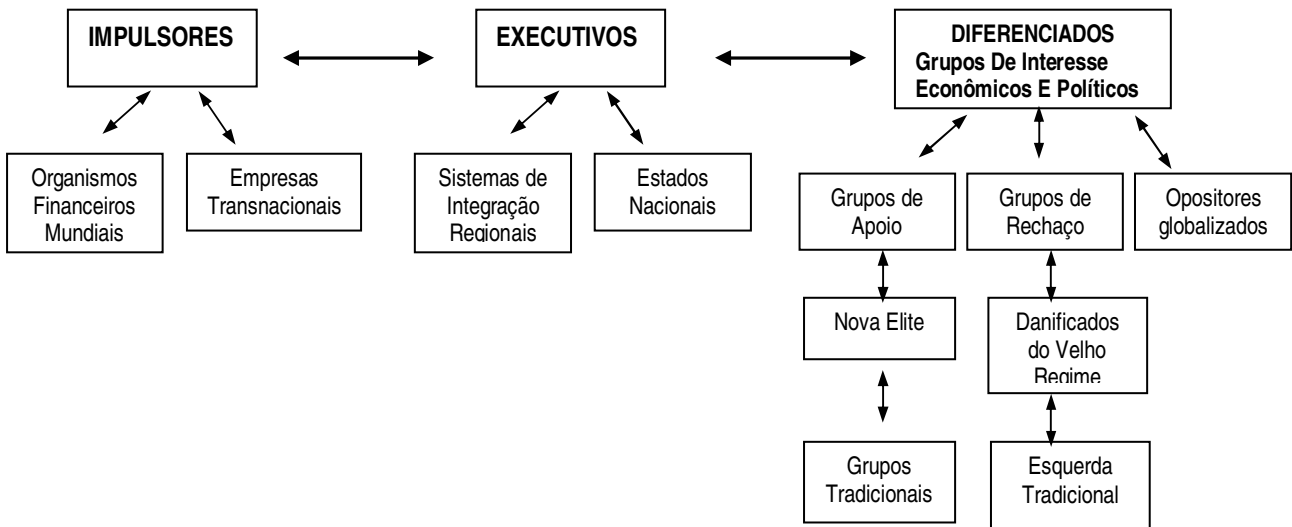 IMPULSORES
EXECUTIVOS
DIFERENCIADOS
Grupos De Interesse
Econômicos E Políticos
Organismos
Financeiros
Mundiais
Empresas
Transnacionais
Sistemas de
Integração
Regionais
Estados
Nacionais
Grupos de
Apoio
Grupos de
Rechaço
Opositores
globalizados
Nova Elite
Danificados
do Velho
Regime
Grupos
Tradicionais
Esquerda
Tradicional